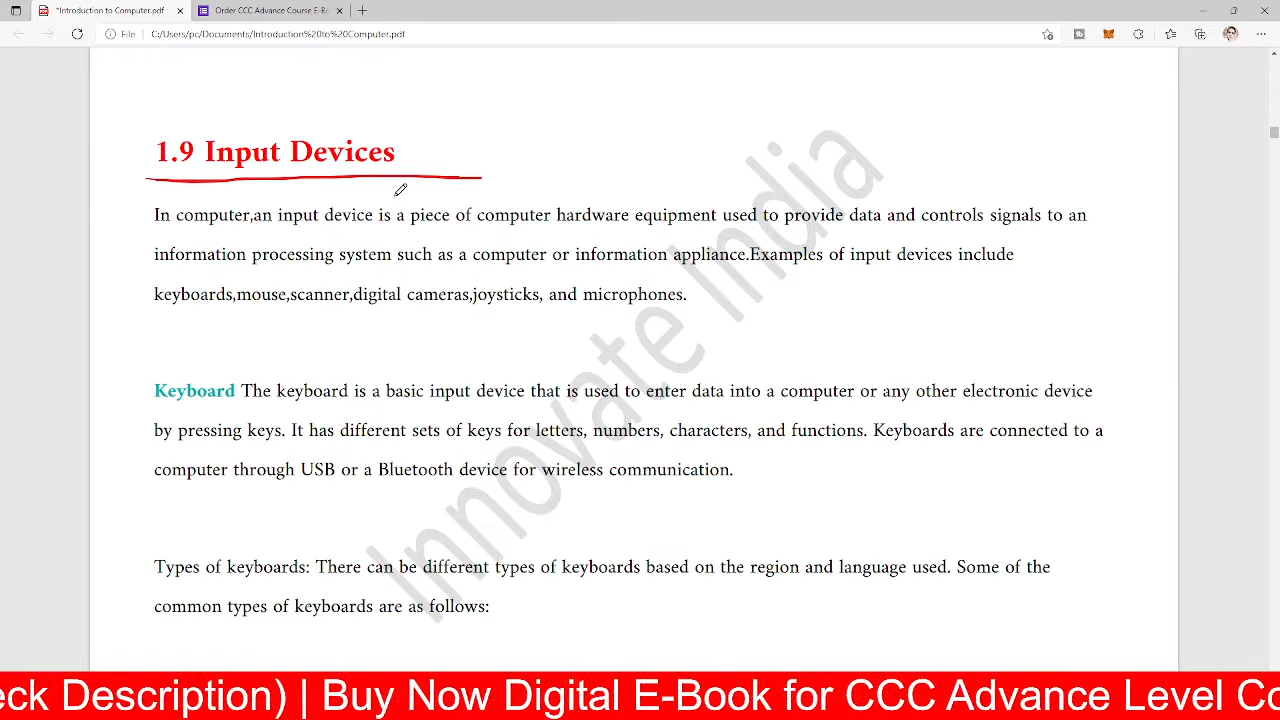 *Introduction to Computer.pdf
Order CCC Advance Course E-Bo
File
C:/Users/pc/Documents/Introduction%20to%20Computer.pdf
1.9 Input Devices
In computer,an input device is a piece of computer hardware equipment used to provide data and controls signals to an
information processing system such as a computer or information appliance.Examples of input devices include
keyboards,mouse,scanner,digital cameras,joysticks, and microphones.
Keyboard The keyboard is a basic input device that is used to enter data into a computer or any other electronic device
by pressing keys. It has different sets of keys for letters, numbers, characters, and functions. Keyboards are connected to a
computer through USB or a Bluetooth device for wireless communication.
Types of keyboards: There can be different types of keyboards based on the region and language used. Some of the
common types of keyboards are as follows:
Innovate India
eck Description) | Buy Now Digital E-Book for CCC Advance Level Co